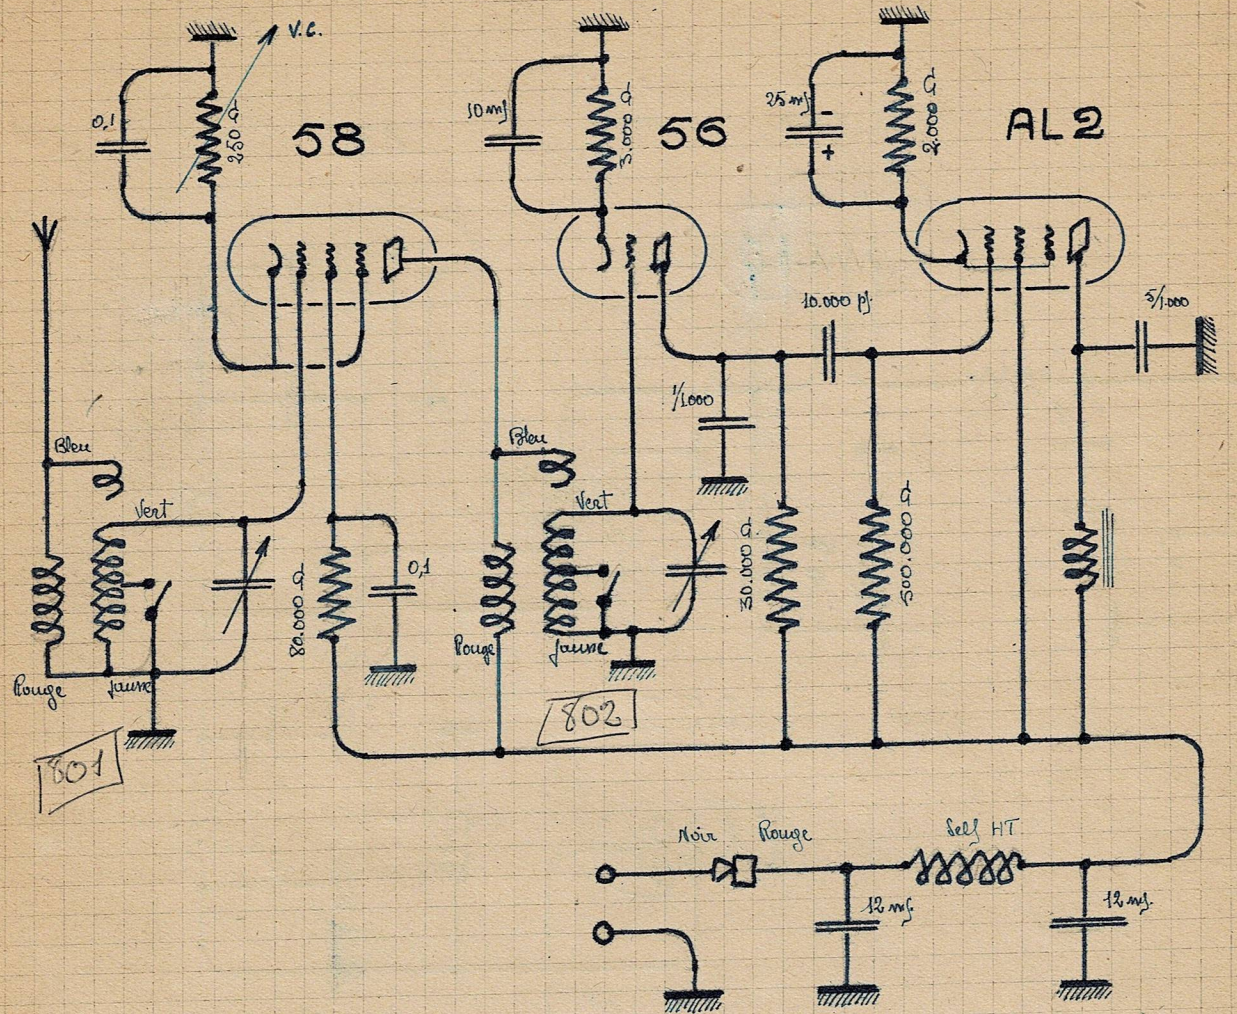 V.C.
0,1
250 Ω
58
10 mf
3.000 Ω
56
25 mf
-
+
2.000 Ω
AL2
10.000 pf.
5/1.000
1/1000
Bleu
Vert
Rouge
Jaune
801
80.000 Ω
0,1
Bleu
Vert
Rouge
Jaune
802
30.000 Ω
500.000 Ω
Noir
Rouge
Self HT
12 mf.
12 mf.